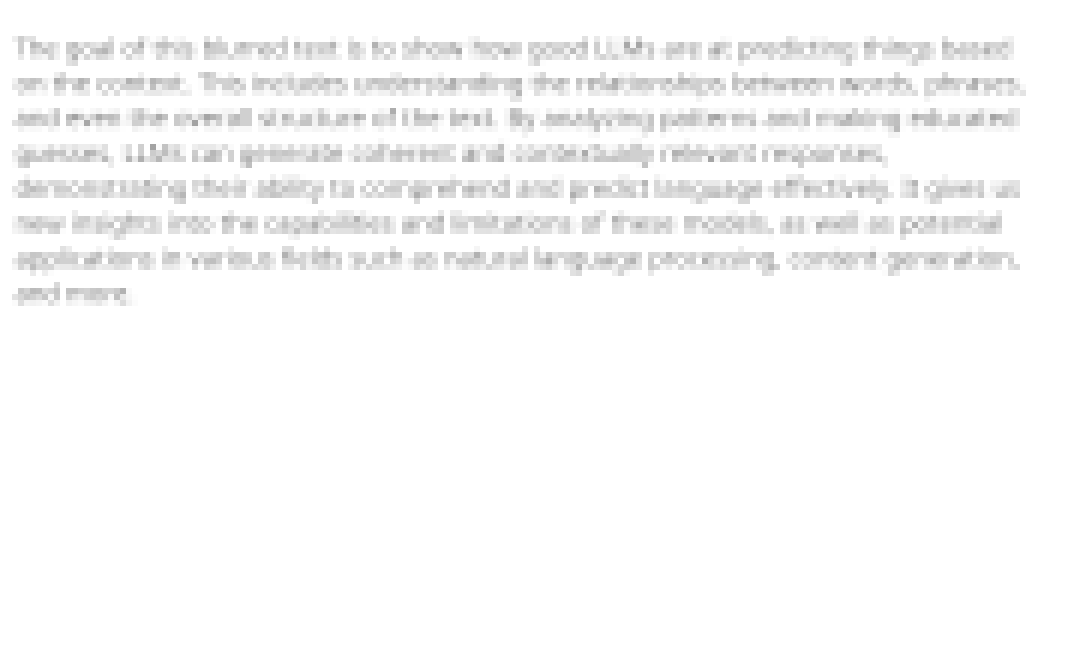 The goal of this blurred text is to show how good LLMs are at predicting things based
on the context. This includes understanding the relationships between words, phrases,
and even the overall structure of the text. By analyzing patterns and making educated
guesses, LLMs can generate coherent and contextually relevant responses,
demonstrating their ability to comprehend and predict language effectively. It gives us
new insights into the capabilities and limitations of these models, as well as potential
applications in various fields such as natural language processing, content generation,
and more.